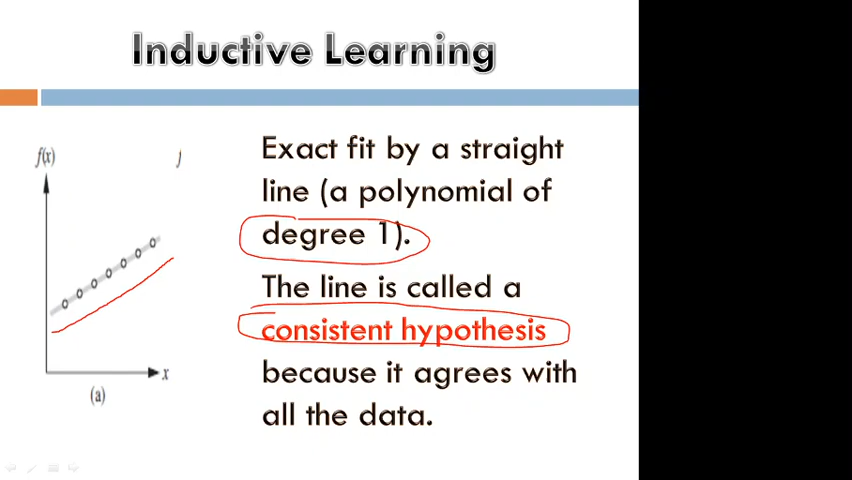 Inductive Learning
f(x)
Exact fit by a straight
line (a polynomial of
degree 1).
The line is called a
consistent hypothesis
because it agrees with
all the data.
x
(a)